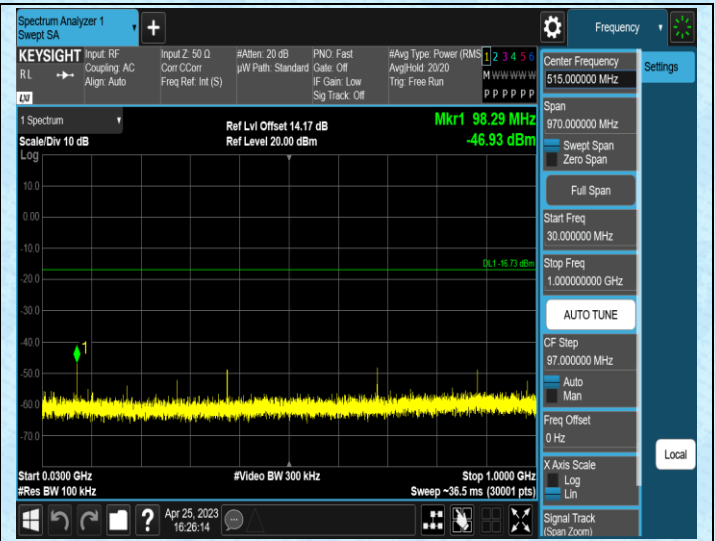 Spectrum Analyzer 1
Swept SA
Frequency
KEYSIGHT
RL
LXI
Input: RF
Coupling: AC
Align: Auto
Input Z: 50 Ω
Corr CCorr
Freq Ref: Int (S)
#Atten: 20 dB
µW Path: Standard
PNO: Fast
Gate: Off
IF Gain: Low
Sig Track: Off
#Avg Type: Power (RMS
Avg|Hold: 20/20
Trig: Free Run
1 2 3 4 5 6
M W W W W W
P P P P P P
1 Spectrum
Scale/Div 10 dB
Log
Ref Lvl Offset 14.17 dB
Ref Level 20.00 dBm
Mkr1 98.29 MHz
-46.93 dBm
10.0
0.00
-10.0
DL1 -16.73 dBm
-20.0
-30.0
-40.0
1
-50.0
-60.0
-70.0
Start 0.0300 GHz
#Res BW 100 kHz
#Video BW 300 kHz
Stop 1.0000 GHz
Sweep ~36.5 ms (30001 pts)
?
Apr 25, 2023
16:26:14
Center Frequency
515.000000 MHz
Settings
Span
970.000000 MHz
Swept Span
Zero Span
Full Span
Start Freq
30.000000 MHz
Stop Freq
1.000000000 GHz
AUTO TUNE
CF Step
97.000000 MHz
Auto
Man
Freq Offset
0 Hz
X Axis Scale
Log
Lin
Local
Signal Track
(Span Zoom)